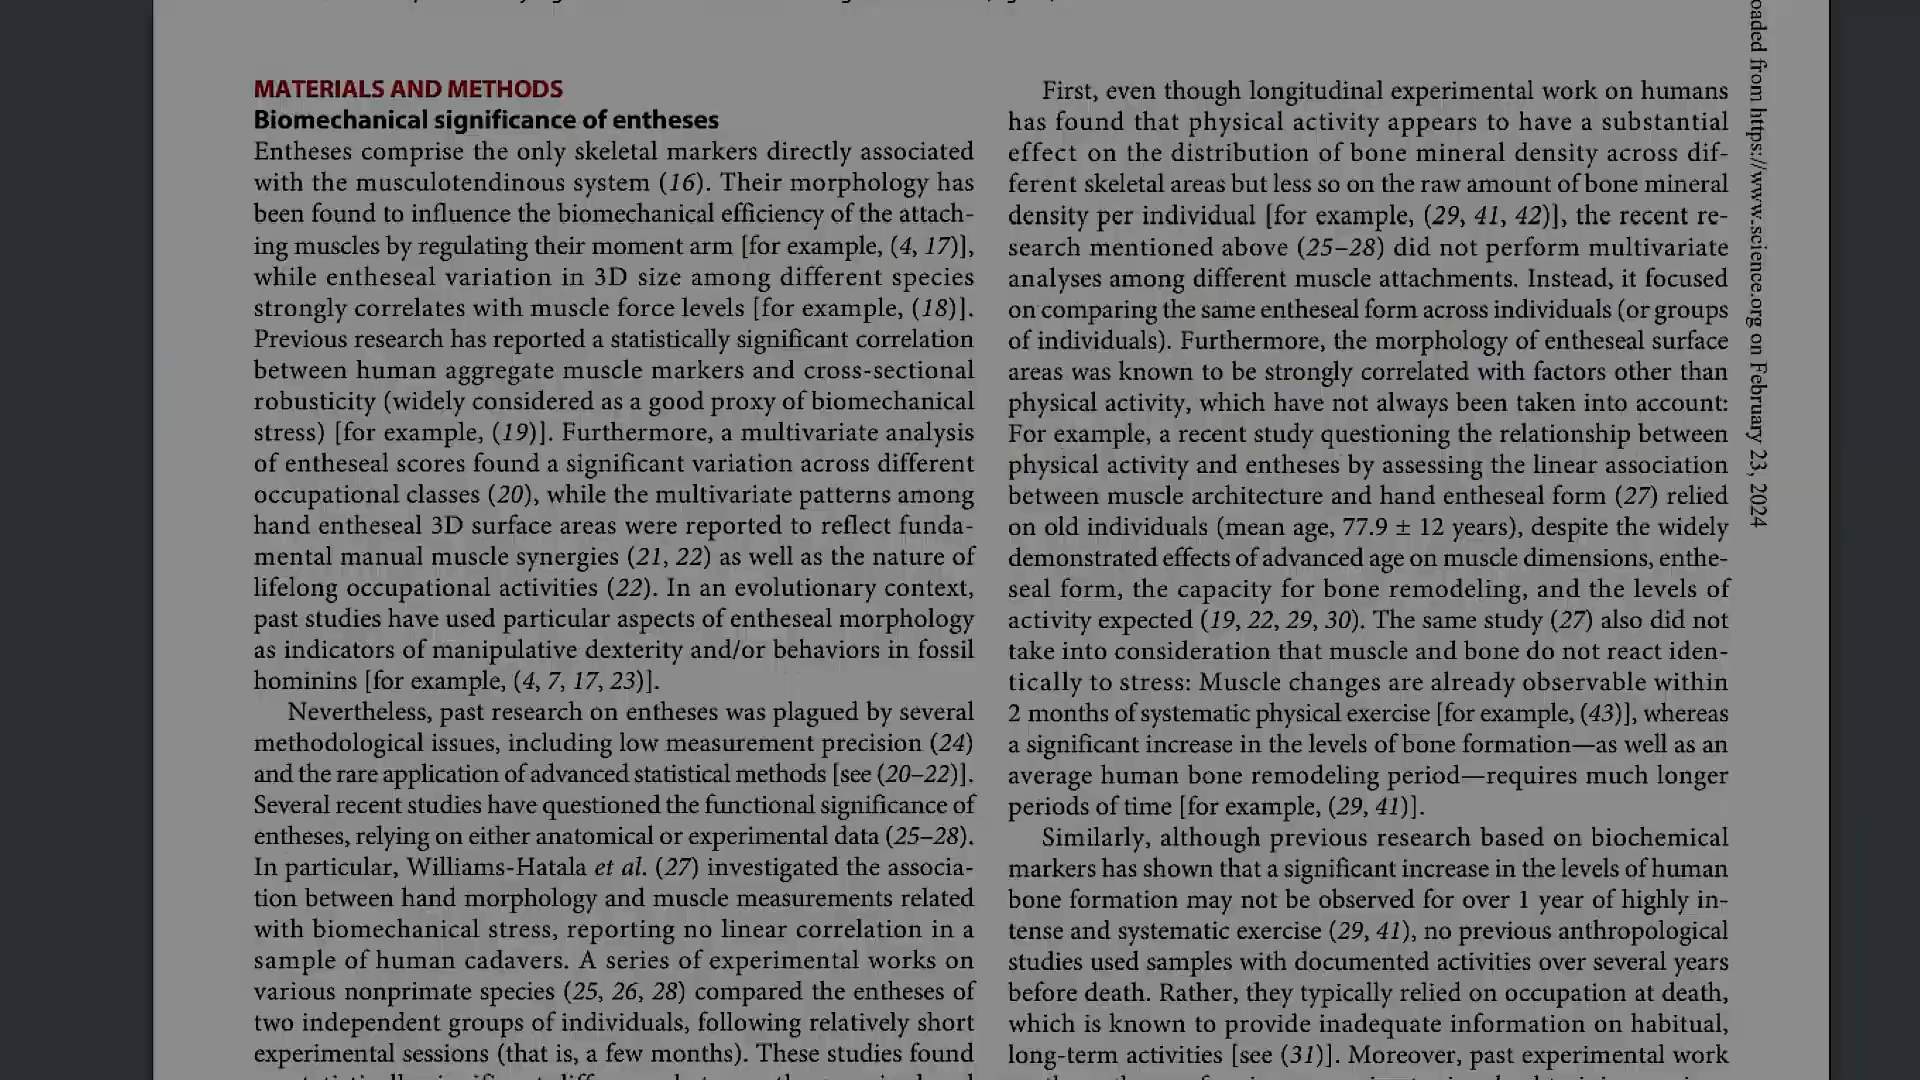 MATERIALS AND METHODS
Biomechanical significance of entheses
Entheses comprise the only skeletal markers directly associated
with the musculotendinous system (16). Their morphology has
been found to influence the biomechanical efficiency of the attach-
ing muscles by regulating their moment arm [for example, (4, 17)],
while entheseal variation in 3D size among different species
strongly correlates with muscle force levels [for example, (18)].
Previous research has reported a statistically significant correlation
between human aggregate muscle markers and cross-sectional
robusticity (widely considered as a good proxy of biomechanical
stress) [for example, (19)]. Furthermore, a multivariate analysis
of entheseal scores found a significant variation across different
occupational classes (20), while the multivariate patterns among
hand entheseal 3D surface areas were reported to reflect funda-
mental manual muscle synergies (21, 22) as well as the nature of
lifelong occupational activities (22). In an evolutionary context,
past studies have used particular aspects of entheseal morphology
as indicators of manipulative dexterity and/or behaviors in fossil
hominins [for example, (4, 7, 17, 23)].
Nevertheless, past research on entheses was plagued by several
methodological issues, including low measurement precision (24)
and the rare application of advanced statistical methods [see (20–22)].
Several recent studies have questioned the functional significance of
entheses, relying on either anatomical or experimental data (25–28).
In particular, Williams-Hatala et al. (27) investigated the associa-
tion between hand morphology and muscle measurements related
with biomechanical stress, reporting no linear correlation in a
sample of human cadavers. A series of experimental works on
various nonprimate species (25, 26, 28) compared the entheses of
two independent groups of individuals, following relatively short
experimental sessions (that is, a few months). These studies found
First, even though longitudinal experimental work on humans
has found that physical activity appears to have a substantial
effect on the distribution of bone mineral density across dif-
ferent skeletal areas but less so on the raw amount of bone mineral
density per individual [for example, (29, 41, 42)], the recent re-
search mentioned above (25–28) did not perform multivariate
analyses among different muscle attachments. Instead, it focused
on comparing the same entheseal form across individuals (or groups
of individuals). Furthermore, the morphology of entheseal surface
areas was known to be strongly correlated with factors other than
physical activity, which have not always been taken into account:
For example, a recent study questioning the relationship between
physical activity and entheses by assessing the linear association
between muscle architecture and hand entheseal form (27) relied
on old individuals (mean age, 77.9 ± 12 years), despite the widely
demonstrated effects of advanced age on muscle dimensions, enthe-
seal form, the capacity for bone remodeling, and the levels of
activity expected (19, 22, 29, 30). The same study (27) also did not
take into consideration that muscle and bone do not react iden-
tically to stress: Muscle changes are already observable within
2 months of systematic physical exercise [for example, (43)], whereas
a significant increase in the levels of bone formation—as well as an
average human bone remodeling period—requires much longer
periods of time [for example, (29, 41)].
Similarly, although previous research based on biochemical
markers has shown that a significant increase in the levels of human
bone formation may not be observed for over 1 year of highly in-
tense and systematic exercise (29, 41), no previous anthropological
studies used samples with documented activities over several years
before death. Rather, they typically relied on occupation at death,
which is known to provide inadequate information on habitual,
long-term activities [see (31)]. Moreover, past experimental work
oaded from https://www.science.org on February 23, 2024